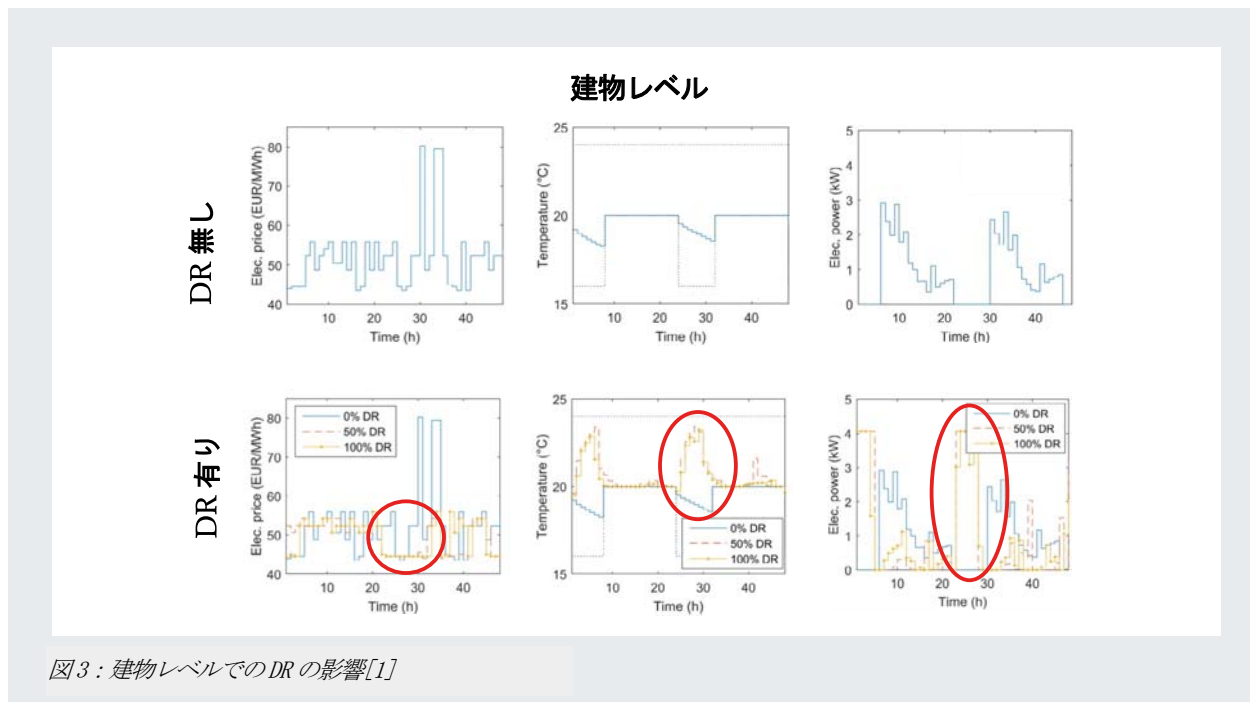 建物レベル
DR 無し
Elec. price (EUR/MWh)
80
70
60
50
40
10 20 30 40
Time (h)
Temperature (°C)
25
20
15
10 20 30 40
Time (h)
Elec. power (kW)
5
4
3
2
1
0
10 20 30 40
Time (h)
DR 有り
Elec. price (EUR/MWh)
80
70
60
50
40
0% DR
50% DR
100% DR
10 20 30 40
Time (h)
Temperature (°C)
25
20
15
0% DR
50% DR
100% DR
10 20 30 40
Time (h)
Elec. power (kW)
5
4
3
2
1
0
0% DR
50% DR
100% DR
10 20 30 40
Time (h)
図3：建物レベルでのDRの影響[1]